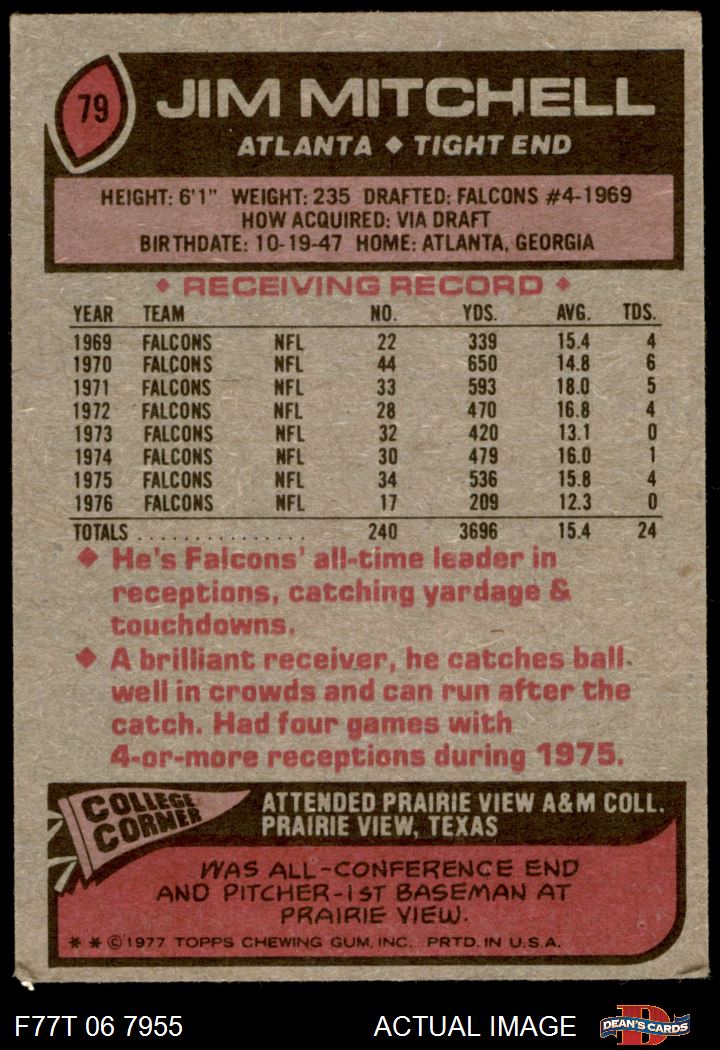 79
JIM MITCHELL
ATLANTA ◆ TIGHT END
HEIGHT: 6'1" WEIGHT: 235 DRAFTED: FALCONS #4-1969
HOW ACQUIRED: VIA DRAFT
BIRTHDATE: 10-19-47 HOME: ATLANTA, GEORGIA
◆ RECEIVING RECORD ◆
YEAR TEAM NO. YDS. AVG. TDS.
1969 FALCONS NFL 22 339 15.4 4
1970 FALCONS NFL 44 650 14.8 6
1971 FALCONS NFL 33 593 18.0 5
1972 FALCONS NFL 28 470 16.8 4
1973 FALCONS NFL 32 420 13.1 0
1974 FALCONS NFL 30 479 16.0 1
1975 FALCONS NFL 34 536 15.8 4
1976 FALCONS NFL 17 209 12.3 0
TOTALS . . . . . . . . . . . . . . . 240 3696 15.4 24
◆ He's Falcons' all-time leader in
receptions, catching yardage &
touchdowns.
◆ A brilliant receiver, he catches ball
well in crowds and can run after the
catch. Had four games with
4-or-more receptions during 1975.
COLLEGE
CORNER
ATTENDED PRAIRIE VIEW A&M COLL.
PRAIRIE VIEW, TEXAS
WAS ALL-CONFERENCE END
AND PITCHER-1ST BASEMAN AT
PRAIRIE VIEW.
* * ©1977 TOPPS CHEWING GUM, INC. PRTD. IN U.S.A.
F77T 06 7955
ACTUAL IMAGE
D
DEAN'S CARDS